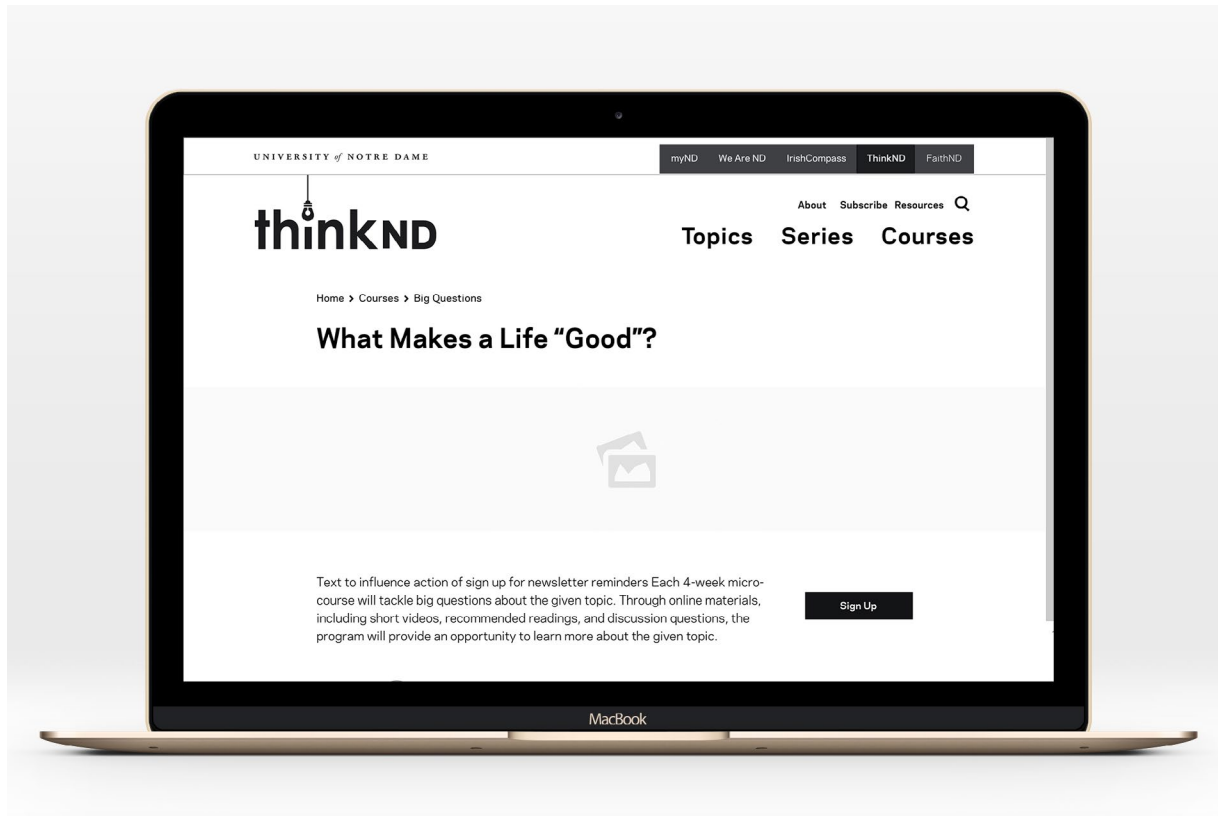 UNIVERSITY of NOTRE DAME
myND We Are ND IrishCompass ThinkND FaithND
About Subscribe Resources
thinkND
Topics Series Courses
Home > Courses > Big Questions
What Makes a Life “Good”?
Text to influence action of sign up for newsletter reminders Each 4-week micro-
course will tackle big questions about the given topic. Through online materials,
including short videos, recommended readings, and discussion questions, the
program will provide an opportunity to learn more about the given topic.
Sign Up
MacBook